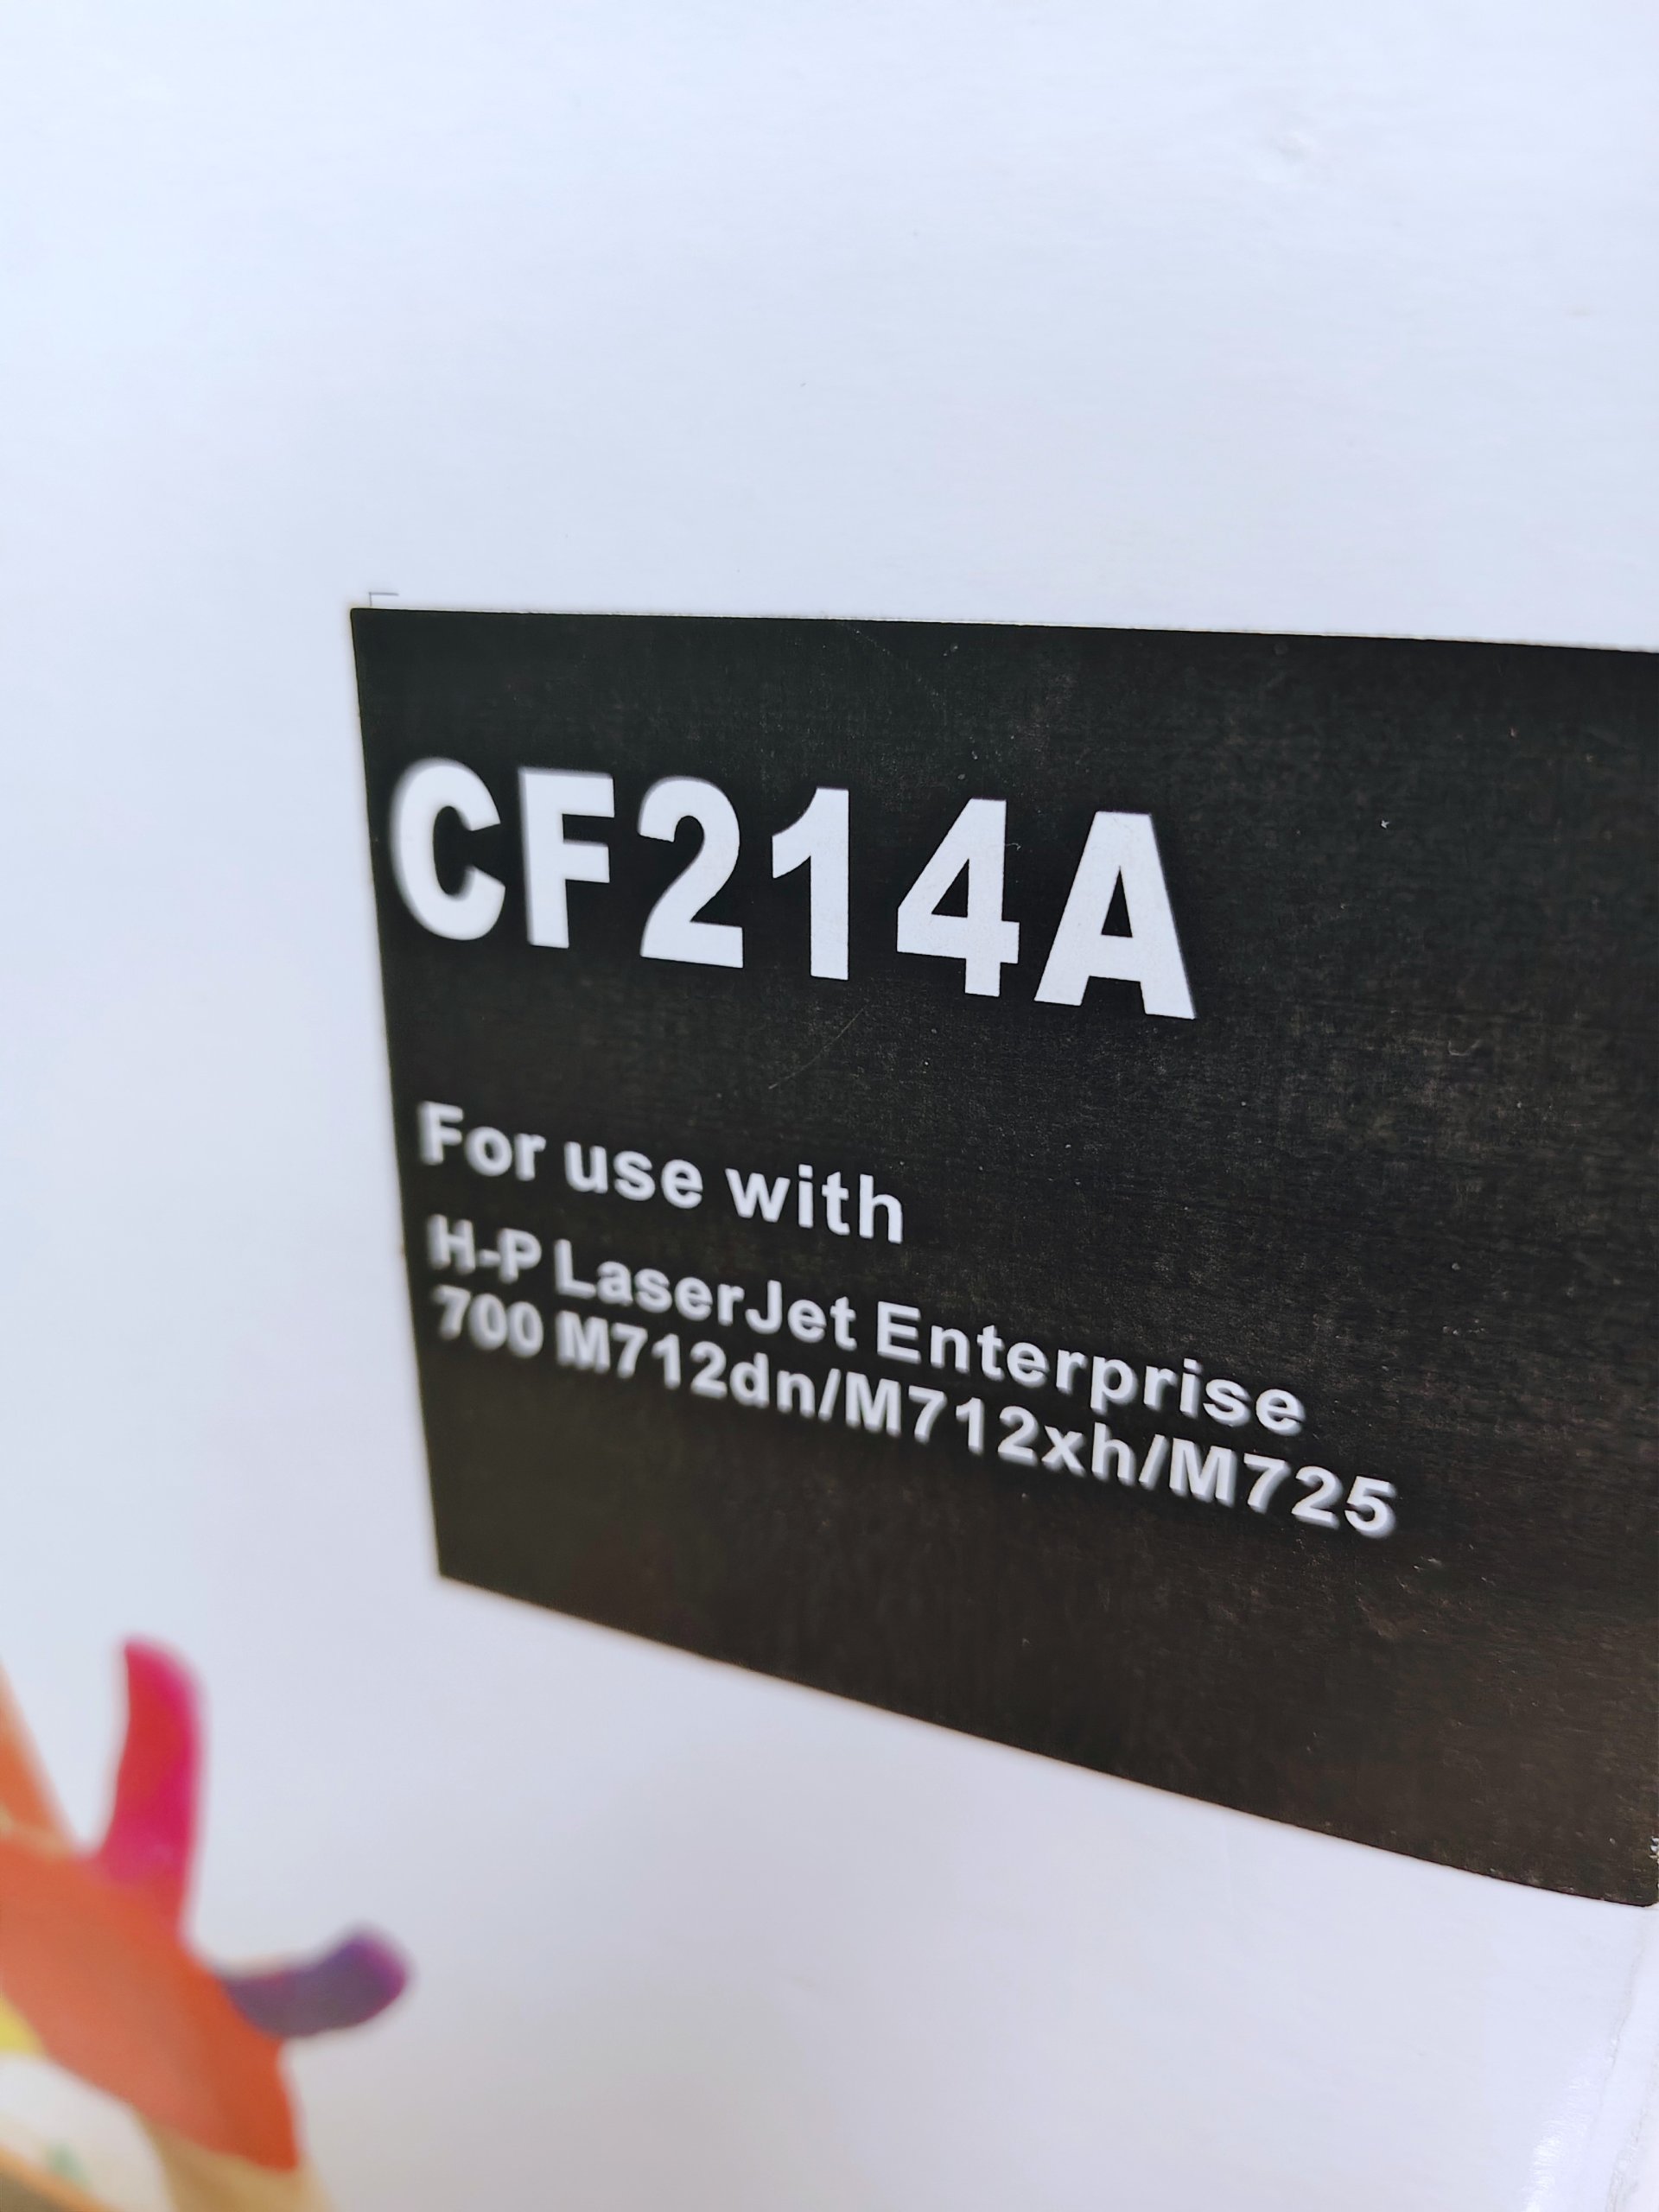 CF214A
For use with
H-P LaserJet Enterprise
700 M712dn/M712xh/M725